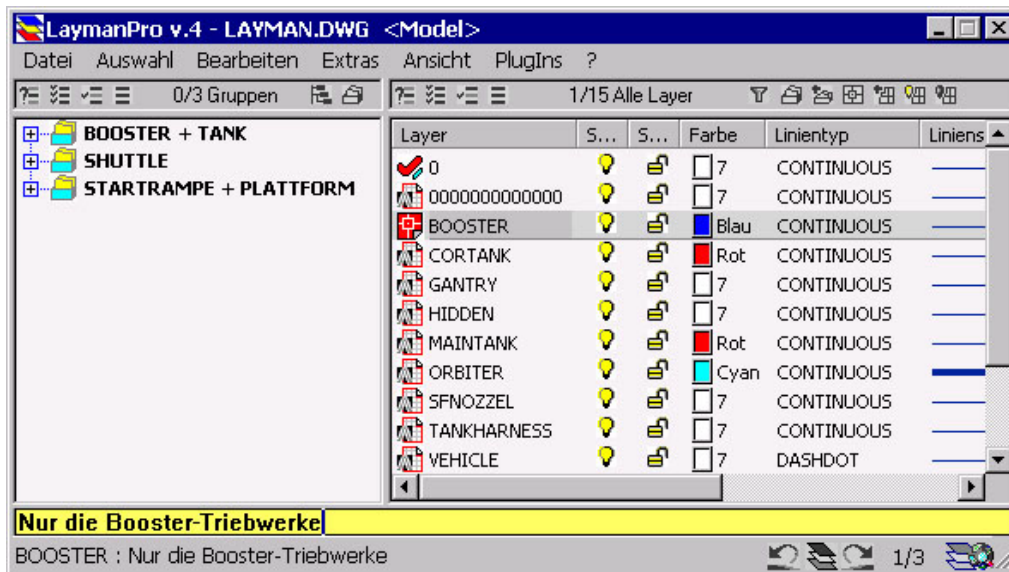 LaymanPro v.4 - LAYMAN.DWG <Model>
Datei Auswahl Bearbeiten Extras Ansicht PlugIns ?
0/3 Gruppen 1/15 Alle Layer
BOOSTER + TANK
SHUTTLE
STARTRAMPE + PLATTFORM
Layer S... S... Farbe Linientyp Liniens
0 7 CONTINUOUS
0000000000000 7 CONTINUOUS
BOOSTER Blau CONTINUOUS
CORTANK Rot CONTINUOUS
GANTRY 7 CONTINUOUS
HIDDEN 7 CONTINUOUS
MAINTANK Rot CONTINUOUS
ORBITER Cyan CONTINUOUS
SFNOZZEL 7 CONTINUOUS
TANKHARNESS 7 CONTINUOUS
VEHICLE 7 DASHDOT
Nur die Booster-Triebwerke
BOOSTER : Nur die Booster-Triebwerke 1/3